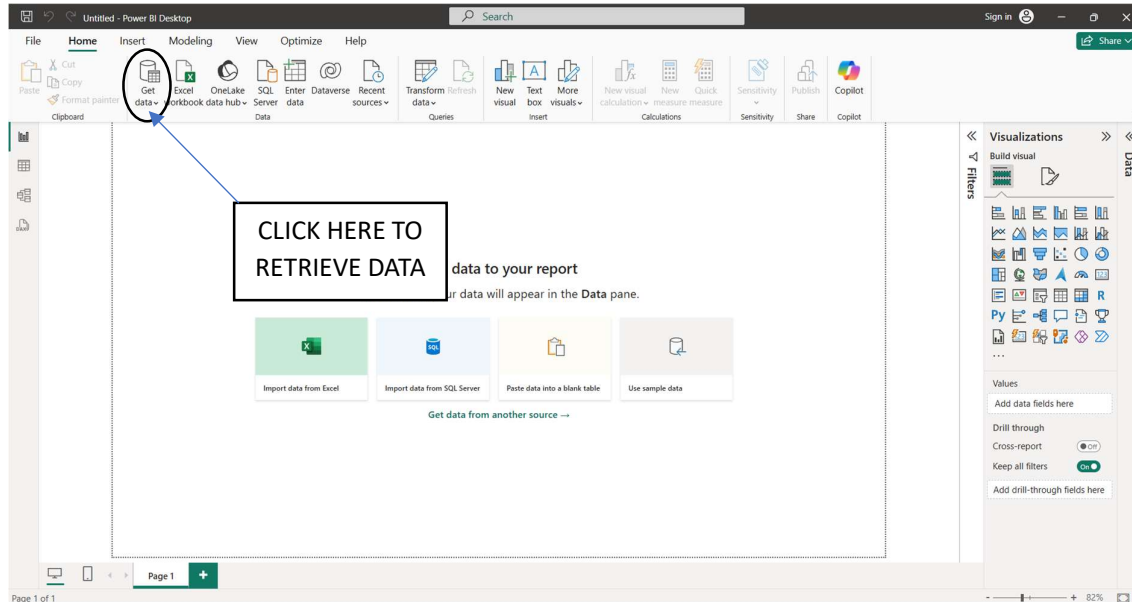 Untitled - Power BI Desktop
Search
Sign in
File Home Insert Modeling View Optimize Help
Share
Paste
Cut
Copy
Format painter
Clipboard
Get data
Excel workbook
OneLake data hub
SQL Server
Enter data
Dataverse
Recent sources
Data
Transform data
Refresh
Queries
New visual
Text box
More visuals
Insert
New visual calculation
New measure
Quick measure
Calculations
Sensitivity
Sensitivity
Publish
Share
Copilot
Copilot
CLICK HERE TO
RETRIEVE DATA
data to your report
ur data will appear in the Data pane.
Import data from Excel
Import data from SQL Server
Paste data into a blank table
Use sample data
Get data from another source →
Filters
Visualizations
Data
Build visual
123
R
Py
...
Values
Add data fields here
Drill through
Cross-report
Off
Keep all filters
On
Add drill-through fields here
Page 1
Page 1 of 1
- + 82%